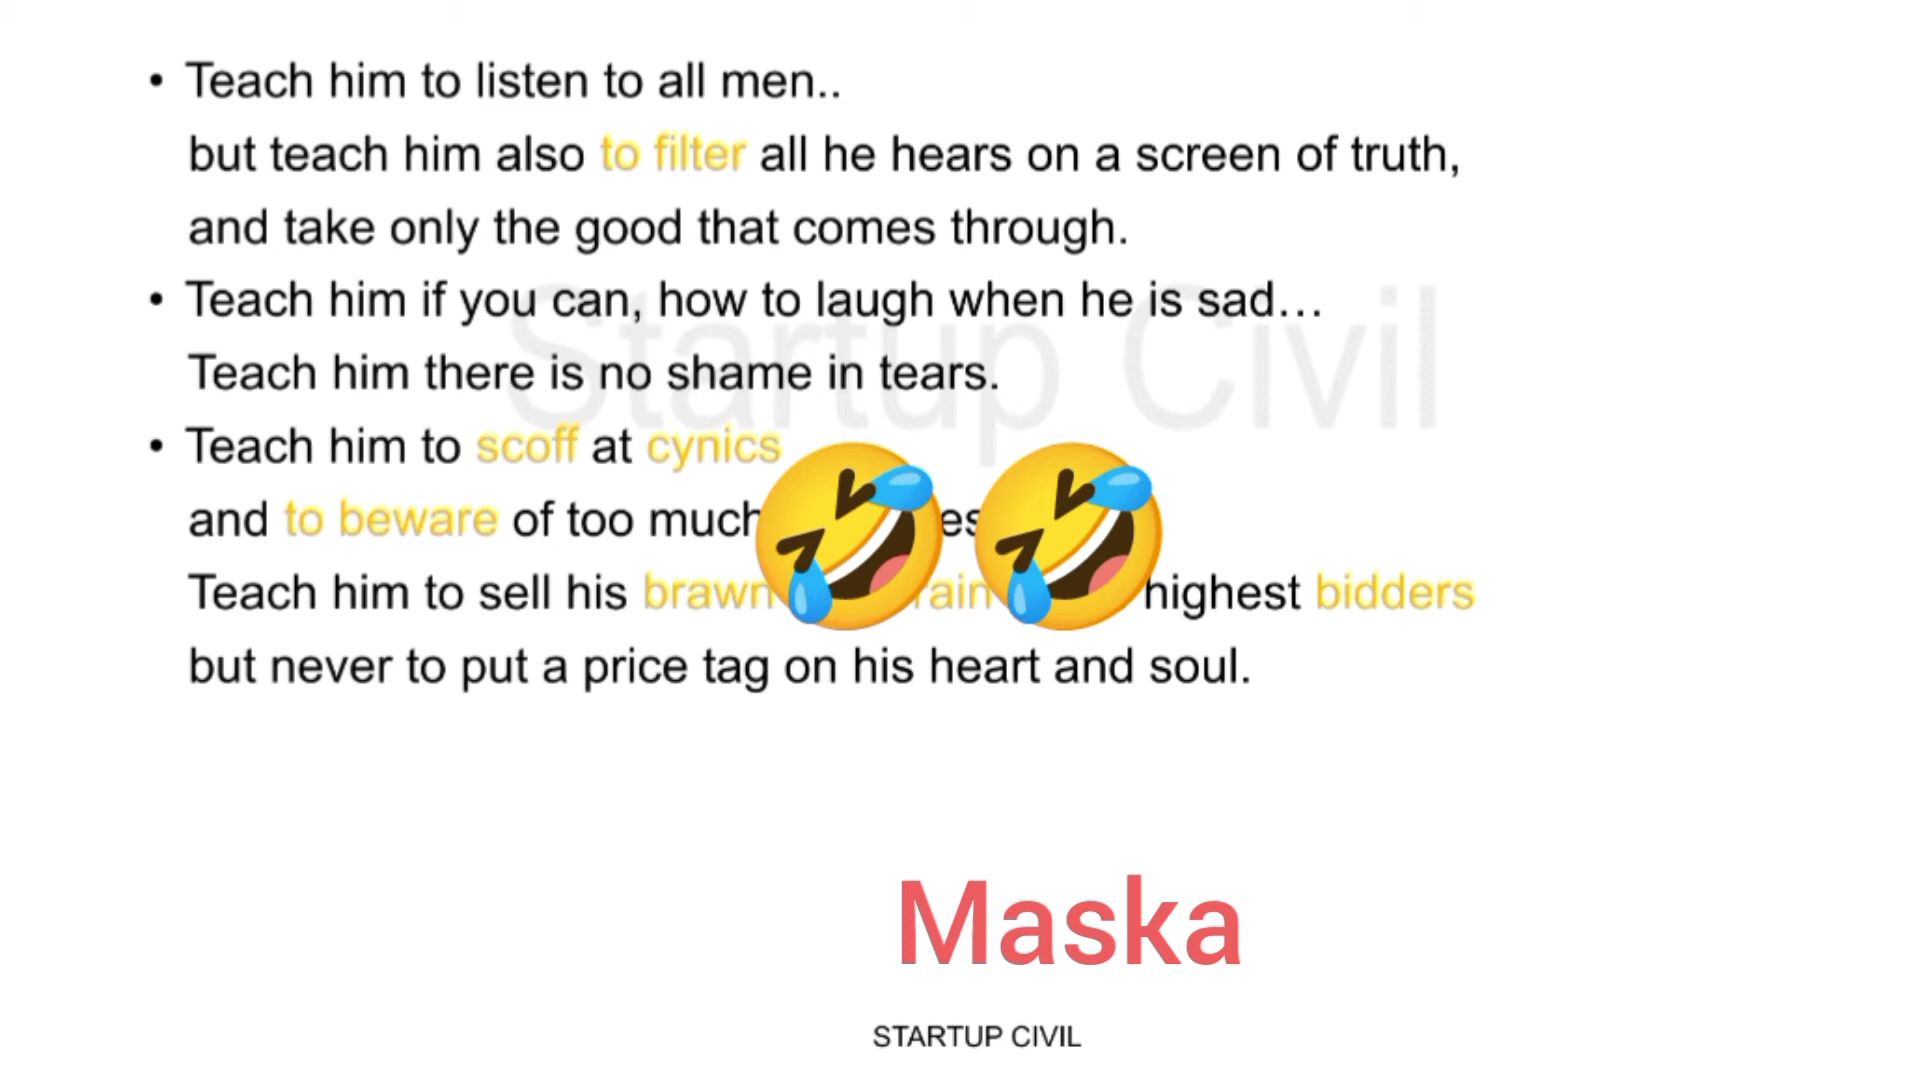 • Teach him to listen to all men..
but teach him also to filter all he hears on a screen of truth,
and take only the good that comes through.
• Teach him if you can, how to laugh when he is sad…
Teach him there is no shame in tears.
Startup Civil
• Teach him to scoff at cynics
and to beware of too much
Teach him to sell his brawn highest bidders
but never to put a price tag on his heart and soul.
Maska
STARTUP CIVIL